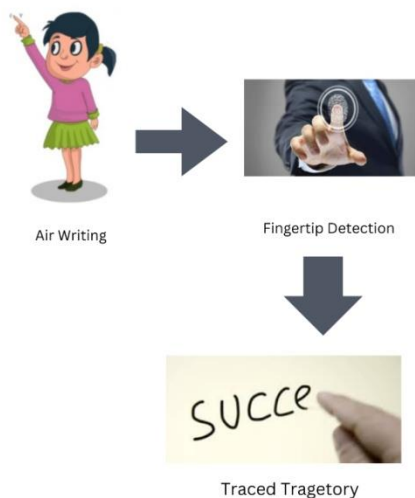 Air Writing
Fingertip Detection
succe
Traced Tragetory